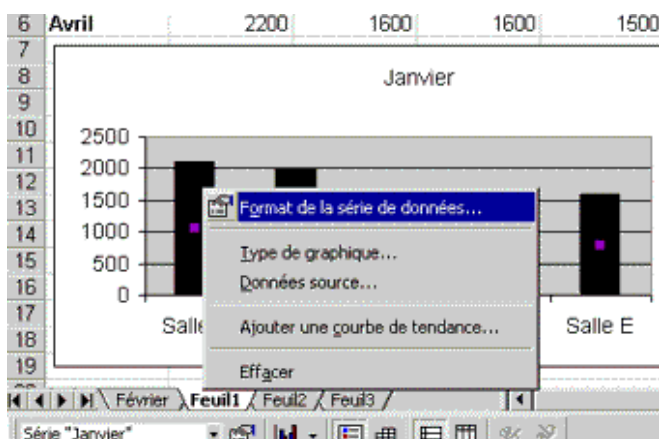 6 Avril 2200 1600 1600 1500
7
8 Janvier
9
10
2500
11
2000
12
13 1500 Format de la série de données...
14 1000
Type de graphique...
15 500
Données source...
16 0
17
Salle Ajouter une courbe de tendance... Salle E
18
19 Effacer
Février Feuil1 Feuil2 Feuil3
Série "Janvier"